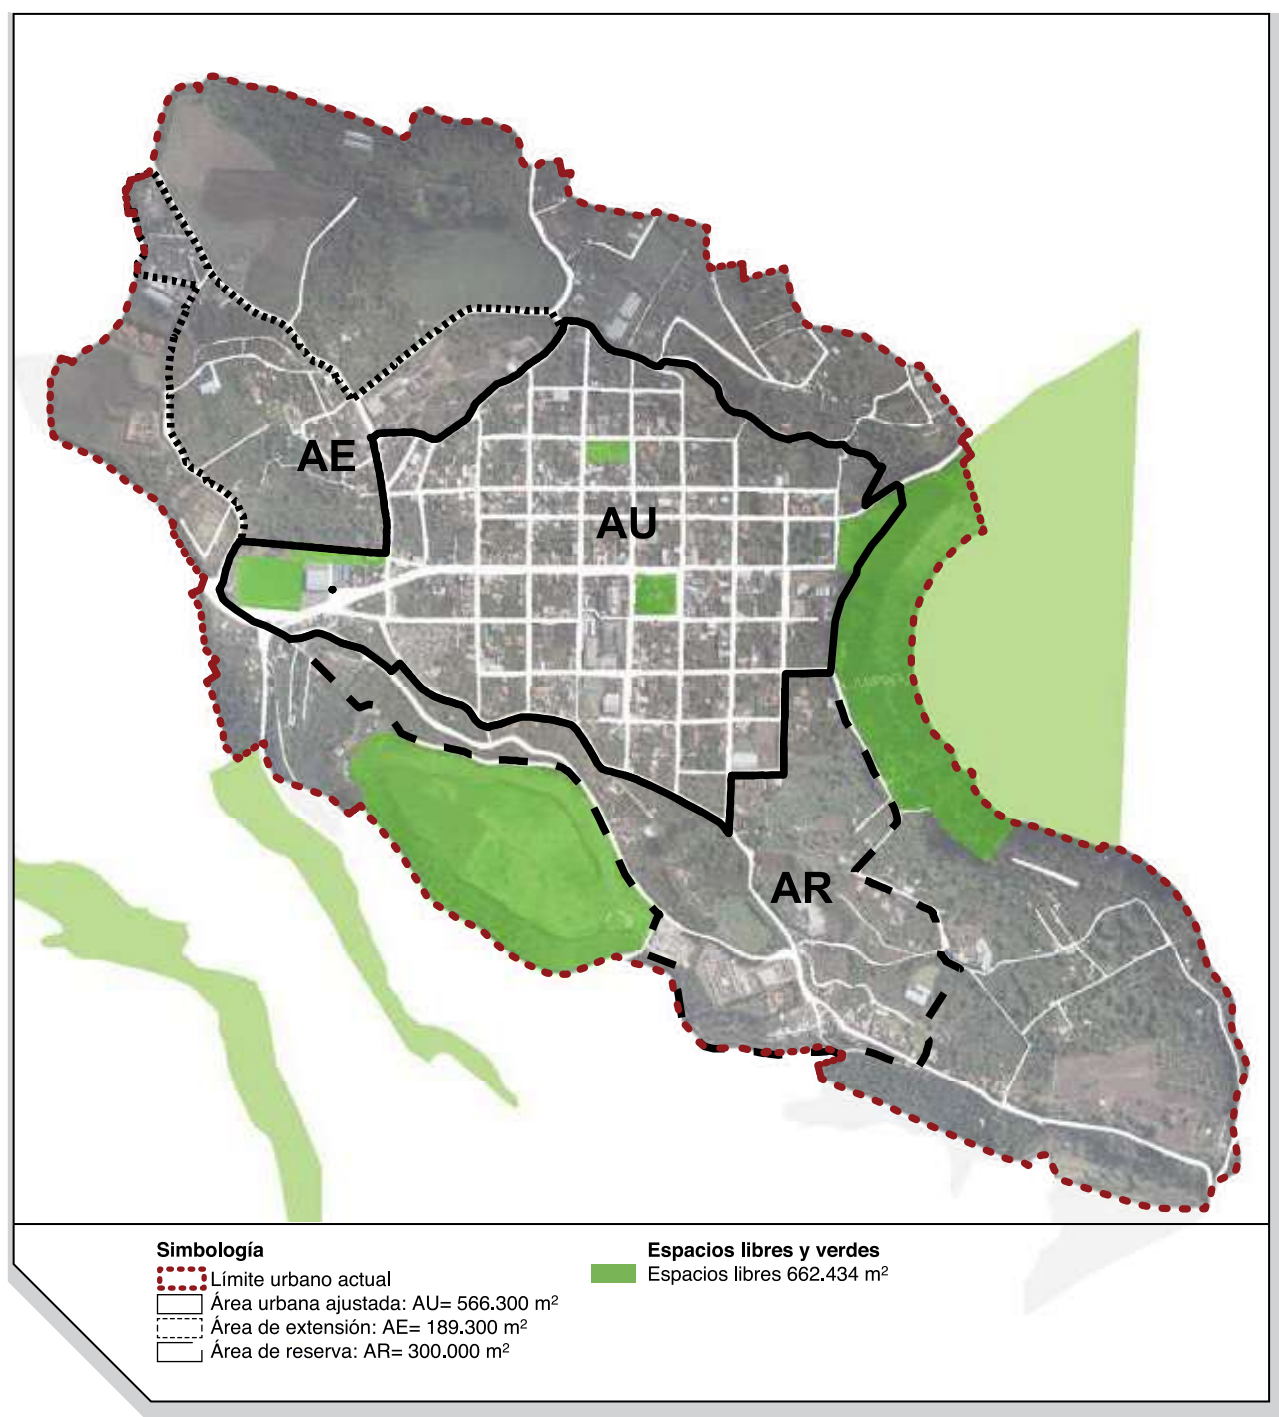 AE
AU
AR
Simbología
Límite urbano actual
Área urbana ajustada: AU= 566.300 m²
Área de extensión: AE= 189.300 m²
Área de reserva: AR= 300.000 m²
Espacios libres y verdes
Espacios libres 662.434 m²